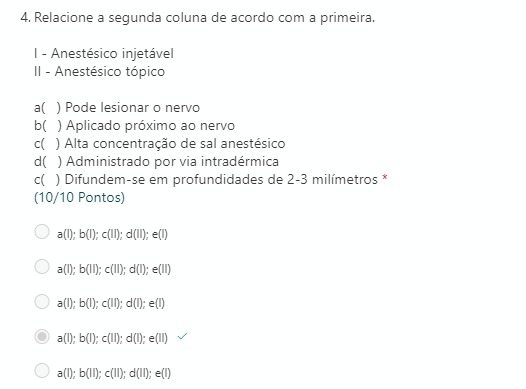 4. Relacione a segunda coluna de acordo com a primeira.
I - Anestésico injetável
II - Anestésico tópico
a( ) Pode lesionar o nervo
b( ) Aplicado próximo ao nervo
c( ) Alta concentração de sal anestésico
d( ) Administrado por via intradérmica
c( ) Difundem-se em profundidades de 2-3 milímetros *
(10/10 Pontos)
a(I); b(I); c(II); d(II); e(I)
a(I); b(II); c(II); d(I); e(II)
a(I); b(I); c(II); d(I); e(I)
a(I); b(I); c(II); d(I); e(II)
a(I); b(II); c(II); d(II); e(I)